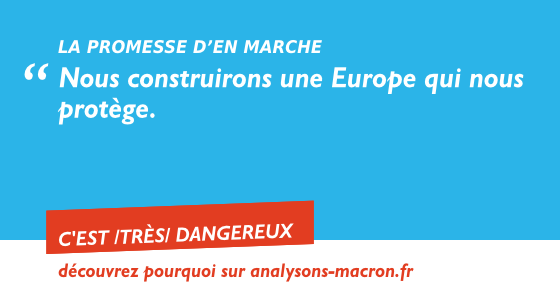 LA PROMESSE D’EN MARCHE
“ Nous construirons une Europe qui nous
protège.
C'EST /TRÈS/ DANGEREUX
découvrez pourquoi sur analysons-macron.fr